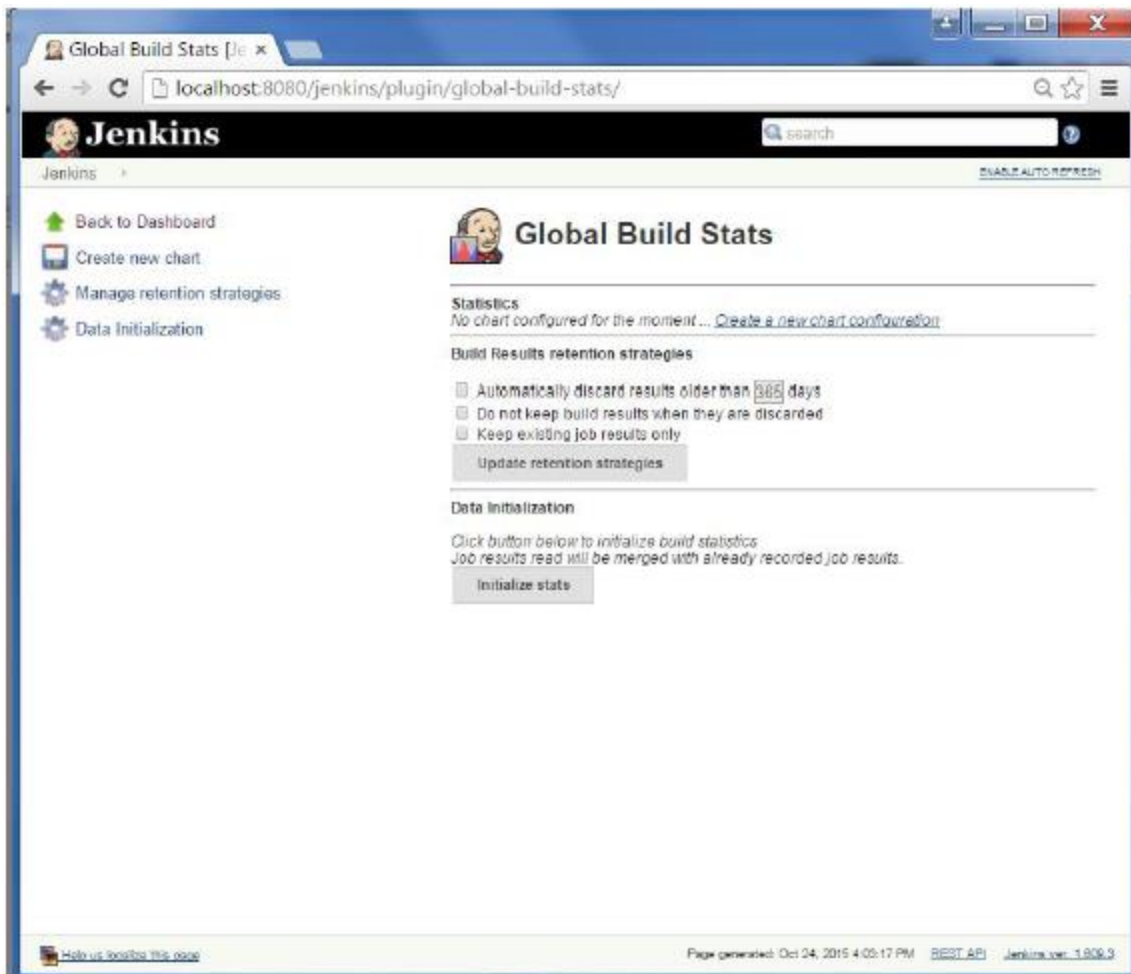 Global Build Stats [Je
localhost:8080/jenkins/plugin/global-build-stats/
Jenkins
search
Jenkins
ENABLE AUTO REFRESH
Back to Dashboard
Create new chart
Manage retention strategies
Data Initialization
Global Build Stats
Statistics
No chart configured for the moment ... Create a new chart configuration
Build Results retention strategies
Automatically discard results older than 365 days
Do not keep build results when they are discarded
Keep existing job results only
Update retention strategies
Data Initialization
Click button below to initialize build statistics
Job results read will be merged with already recorded job results.
Initialize stats
Help us localize this page
Page generated: Oct 24, 2015 4:05:17 PM REST API Jenkins ver. 1.609.3